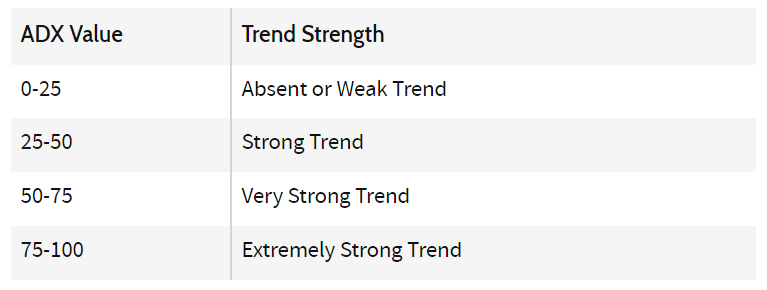 ADX Value Trend Strength
0-25 Absent or Weak Trend
25-50 Strong Trend
50-75 Very Strong Trend
75-100 Extremely Strong Trend